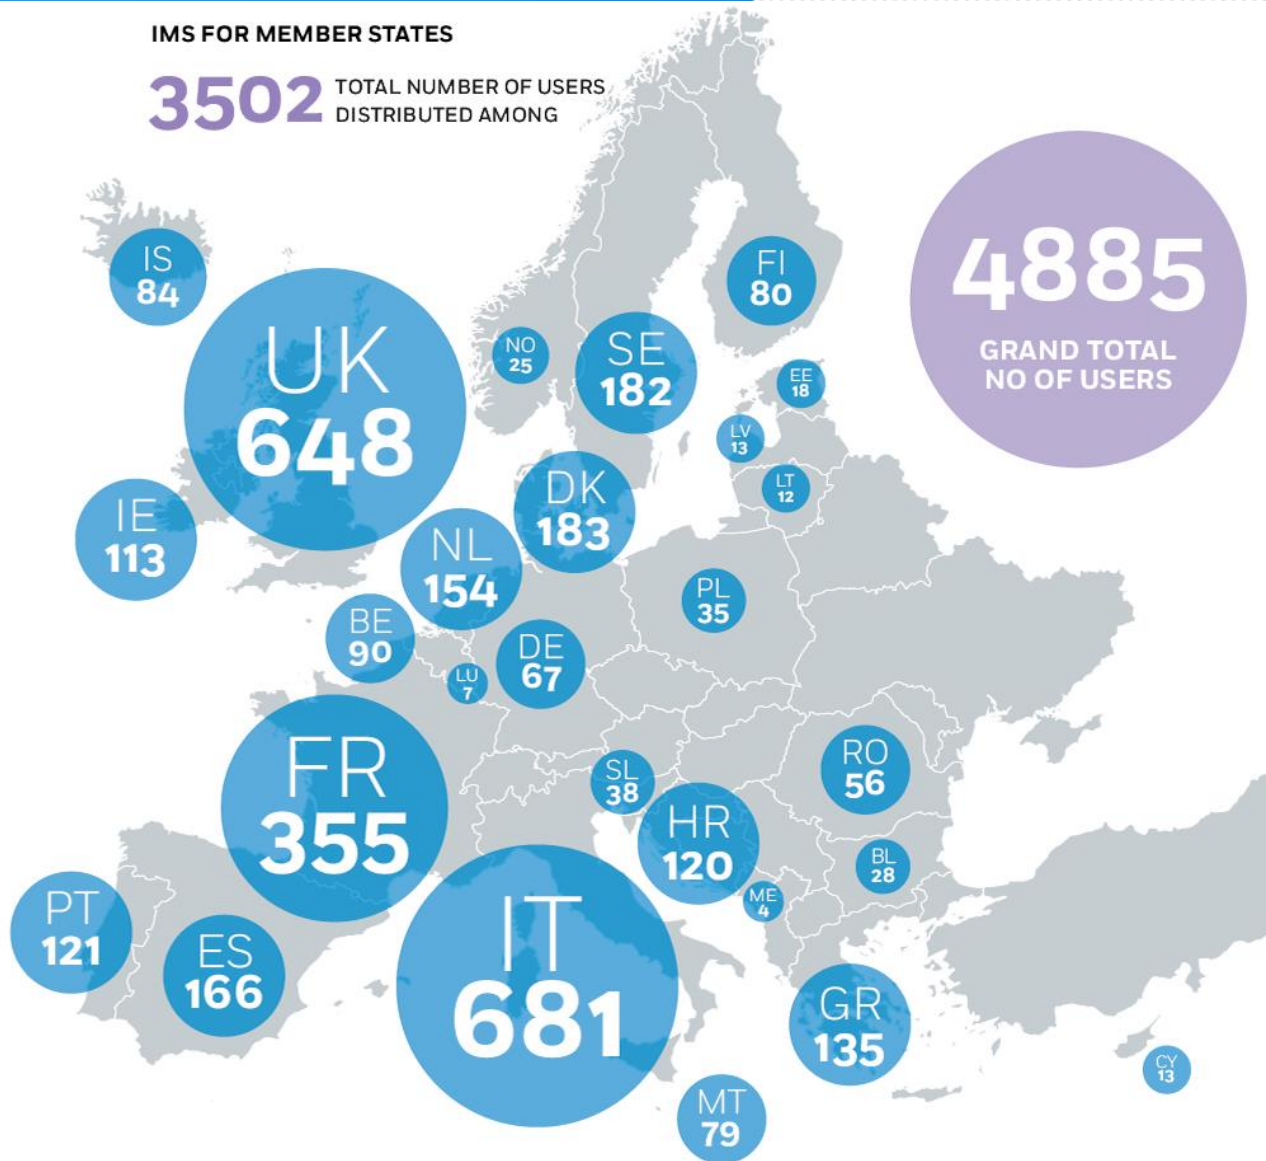 IMS FOR MEMBER STATES
3502
TOTAL NUMBER OF USERS
DISTRIBUTED AMONG
4885
GRAND TOTAL
NO OF USERS
IS
84
UK
648
FI
80
NO
25
SE
182
EE
18
LV
13
LT
12
IE
113
NL
154
DK
183
PL
35
BE
90
LU
7
DE
67
FR
355
SL
38
HR
120
RO
56
BL
28
ME
4
PT
121
ES
166
IT
681
GR
135
CY
13
MT
79